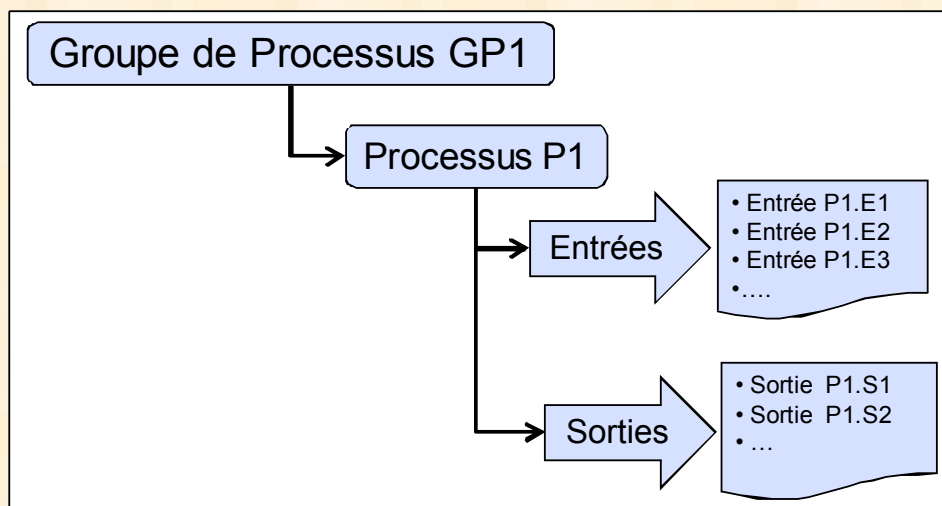 Groupe de Processus GP1
Processus P1
Entrées
• Entrée P1.E1
• Entrée P1.E2
• Entrée P1.E3
•….
Sorties
• Sortie P1.S1
• Sortie P1.S2
• …